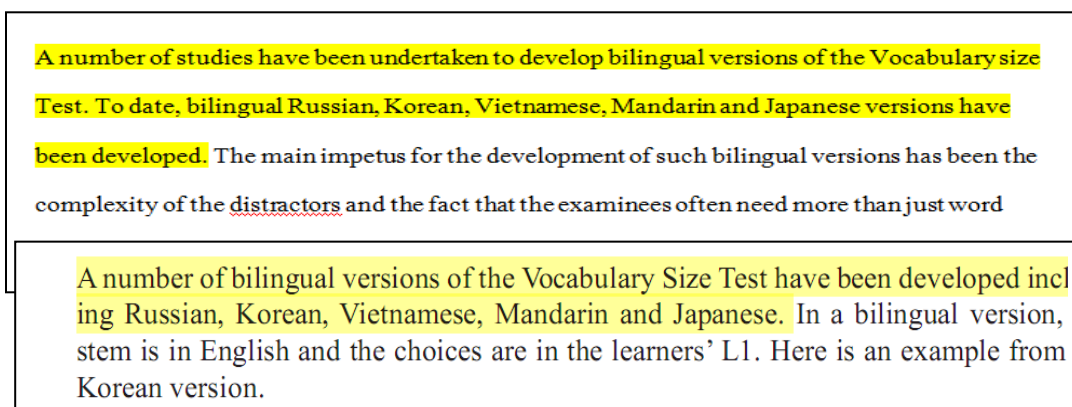 A number of studies have been undertaken to develop bilingual versions of the Vocabulary size
Test. To date, bilingual Russian, Korean, Vietnamese, Mandarin and Japanese versions have
been developed. The main impetus for the development of such bilingual versions has been the
complexity of the distractors and the fact that the examinees often need more than just word
A number of bilingual versions of the Vocabulary Size Test have been developed incl
ing Russian, Korean, Vietnamese, Mandarin and Japanese. In a bilingual version,
stem is in English and the choices are in the learners’ L1. Here is an example from
Korean version.